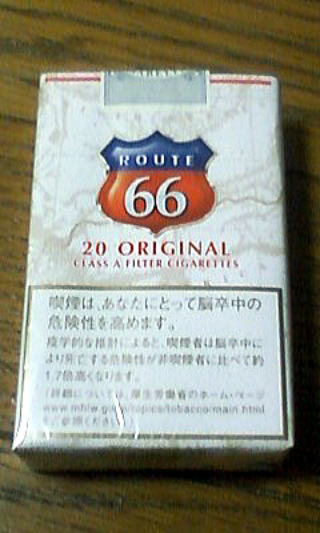 ROUTE
66
20 ORIGINAL
CLASS A FILTER CIGARETTES
喫煙は、あなたにとって脳卒中の
危険性を高めます。
疫学的な推計によると、喫煙者は脳卒中に
より死亡する危険性が非喫煙者に比べて約
1.7倍高くなります。
（詳細については、厚生労働省のホーム・ページ
www.mhlw.go.jp/topics/tobacco/main.html
をご参照ください。）